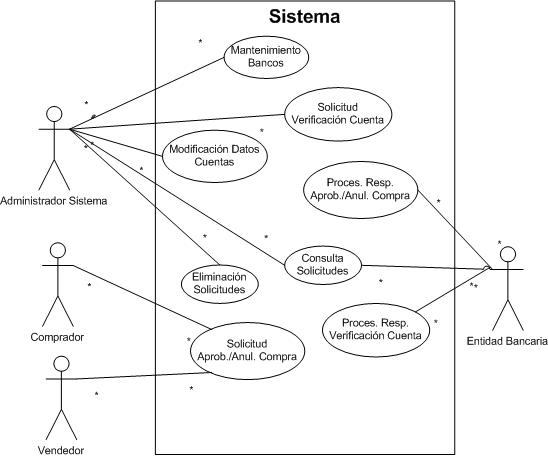 Sistema
*
Mantenimiento
Bancos
*
*
Solicitud
Verificación Cuenta
*
*
*
Modificación Datos
Cuentas
*
Administrador Sistema
Proces. Resp.
Aprob./Anul. Compra
*
*
*
*
Consulta
Solicitudes
Eliminación
Solicitudes
*
*
**
Comprador
*
Proces. Resp.
Verificación Cuenta
*
Entidad Bancaria
*
Solicitud
Aprob./Anul. Compra
*
*
Vendedor